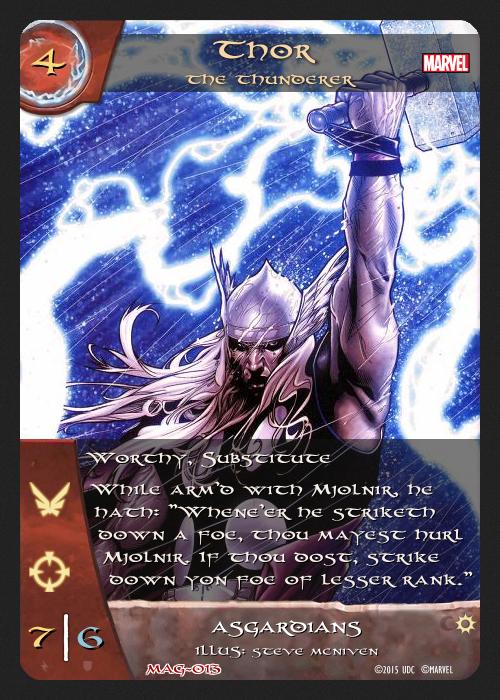 4
Thor
The Thunderer
MARVEL
Worthy, Substitute
While arm'd with Mjolnir, he
hath: "Whene'er he striketh
down a foe, thou mayest hurl
Mjolnir. If thou dost, strike
down yon foe of lesser rank."
7|6
Asgardians
Illus: Steve McNiven
MAG-013
©2015 UDC ©MARVEL